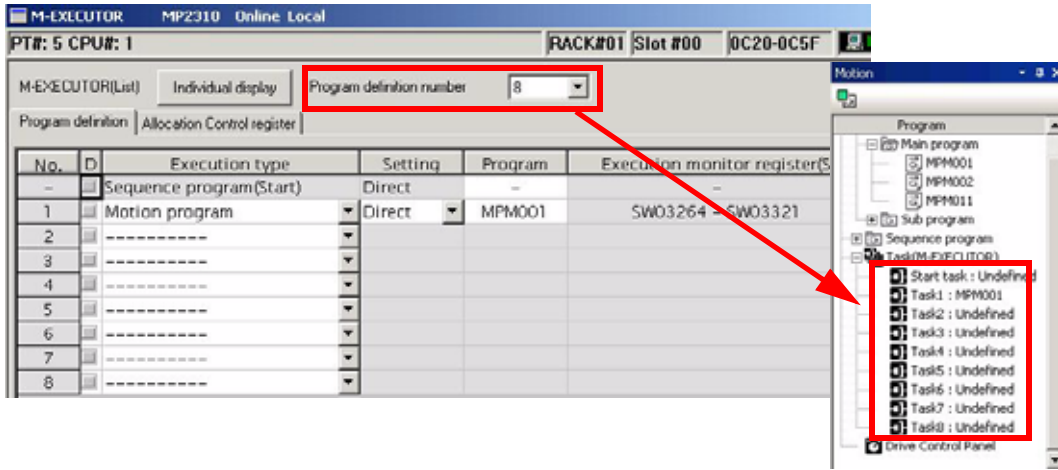 M-EXECUTOR MP2310 Online Local
PT#: 5 CPU#: 1 RACK#01 Slot #00 0C20-0C5F
M-EXECUTOR(List) Individual display Program definition number 8
Program definition Allocation Control register
No. D Execution type Setting Program Execution monitor register(S
- Sequence program(Start) Direct - -
1 Motion program Direct MPM001 SW03264 - SW03321
2 ----------
3 ----------
4 ----------
5 ----------
6 ----------
7 ----------
8 ----------
Motion
Program
Main program
MPM001
MPM002
MPM011
Sub program
Sequence program
Task(M-EXECUTOR)
Start task : Undefined
Task1 : MPM001
Task2 : Undefined
Task3 : Undefined
Task4 : Undefined
Task5 : Undefined
Task6 : Undefined
Task7 : Undefined
Task8 : Undefined
Drive Control Panel